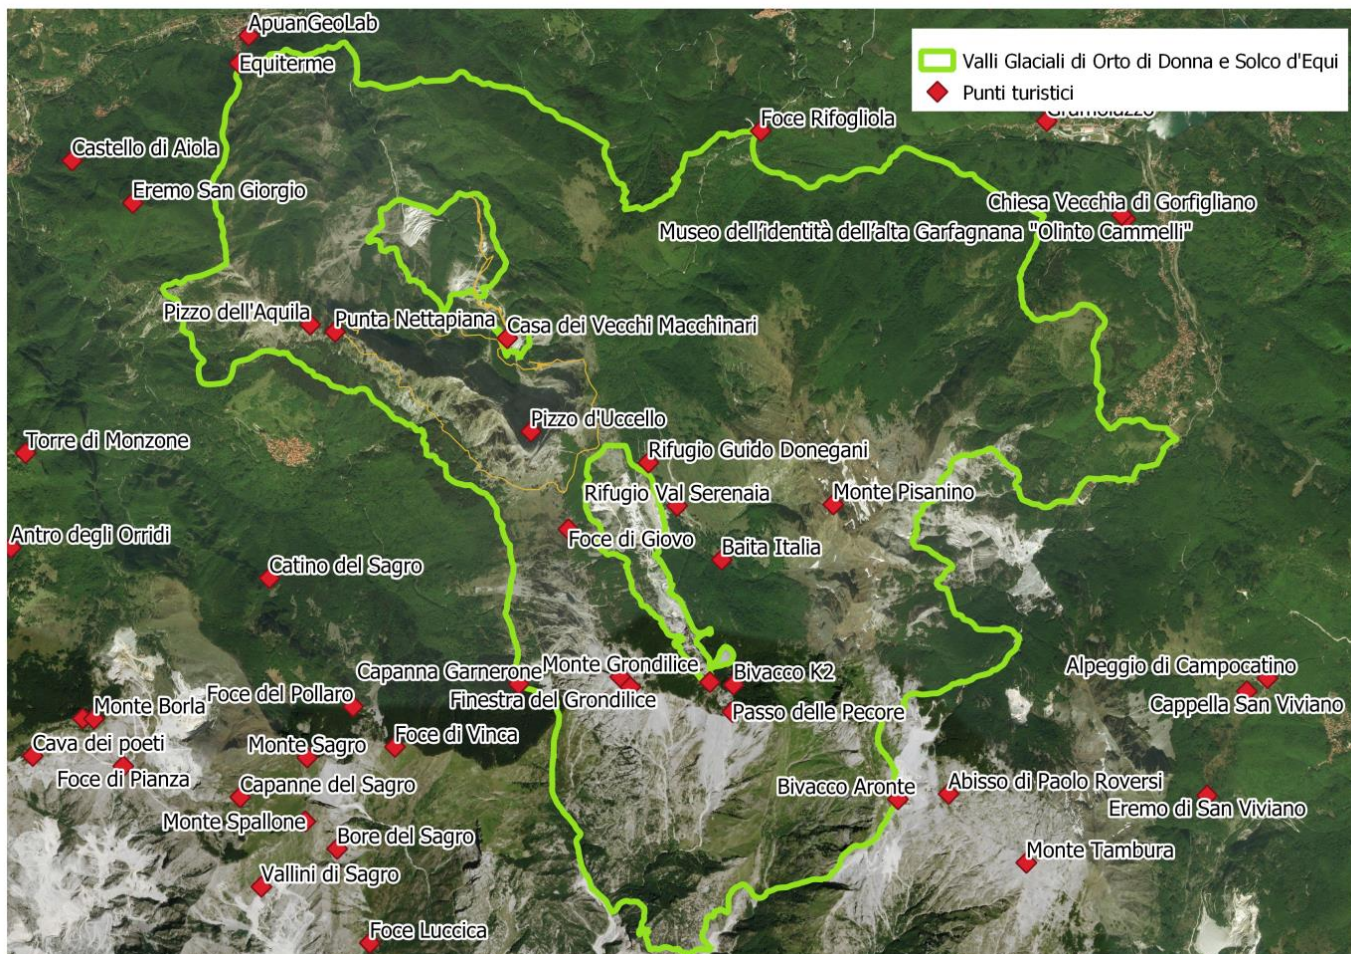 ApuanGeoLab
Equiterme
Valli Glaciali di Orto di Donna e Solco d'Equi
Punti turistici
Foce Rifogliola
Gramolazzo
Castello di Aiola
Eremo San Giorgio
Chiesa Vecchia di Gorfigliano
Museo dell'identità dell'alta Garfagnana "Olinto Cammelli"
Pizzo dell'Aquila
Punta Nettapiana
Casa dei Vecchi Macchinari
Pizzo d'Uccello
Torre di Monzone
Rifugio Guido Donegani
Rifugio Val Serenaia
Monte Pisanino
Antro degli Orridi
Foce di Giovo
Baita Italia
Catino del Sagro
Capanna Garnerone
Monte Grondilice
Bivacco K2
Alpeggio di Campocatino
Foce del Pollaro
Finestra del Grondilice
Cappella San Viviano
Monte Borla
Passo delle Pecore
Foce di Vinca
Cava dei poeti
Monte Sagro
Foce di Pianza
Capanne del Sagro
Bivacco Aronte
Abisso di Paolo Roversi
Eremo di San Viviano
Monte Spallone
Bore del Sagro
Monte Tambura
Vallini di Sagro
Foce Luccica